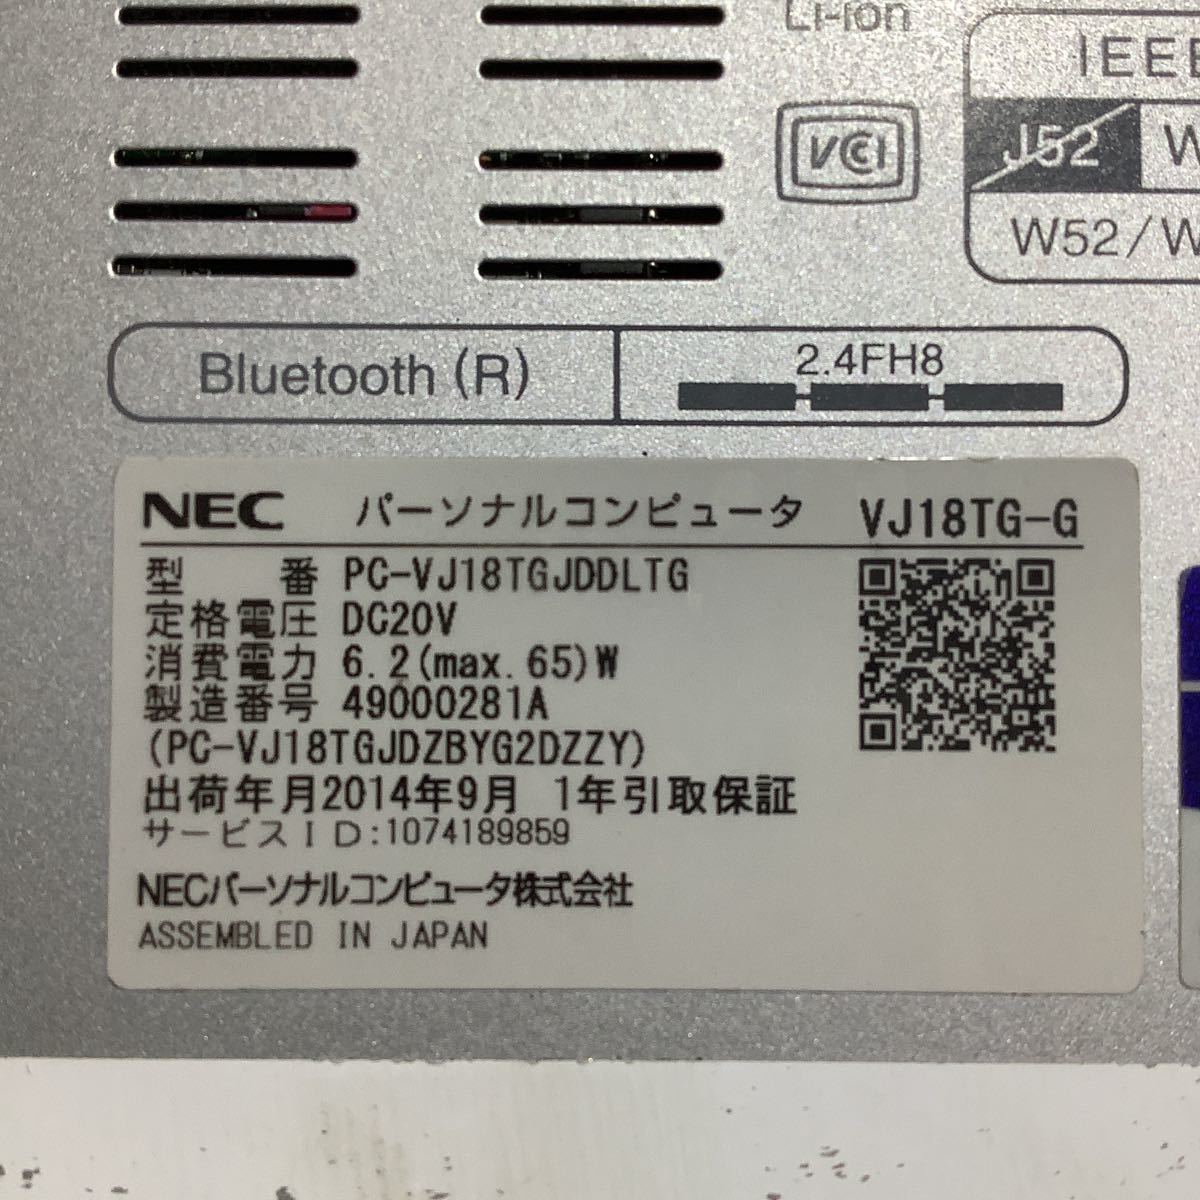 Li-ion
IEEE
VCCI
J52 W
W52/W
Bluetooth (R)
2.4FH8
NEC パーソナルコンピュータ VJ18TG-G
型番 PC-VJ18TGJDDLTG
定格電圧 DC20V
消費電力 6.2(max.65)W
製造番号 49000281A
(PC-VJ18TGJDZBYG2DZZY)
出荷年月2014年9月 1年引取保証
サービスID:1074189859
NECパーソナルコンピュータ株式会社
ASSEMBLED IN JAPAN